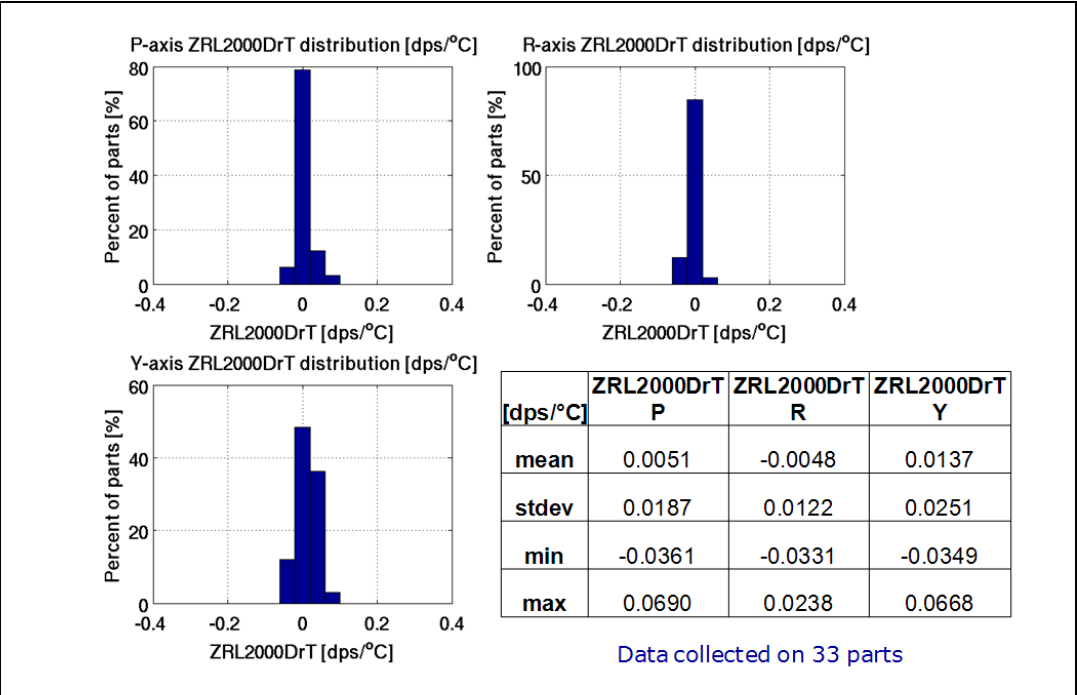 P-axis ZRL2000DrT distribution [dps/°C]
80
60
40
20
0
Percent of parts [%]
-0.4 -0.2 0 0.2 0.4
ZRL2000DrT [dps/°C]
R-axis ZRL2000DrT distribution [dps/°C]
100
50
0
Percent of parts [%]
-0.4 -0.2 0 0.2 0.4
ZRL2000DrT [dps/°C]
Y-axis ZRL2000DrT distribution [dps/°C]
60
40
20
0
Percent of parts [%]
-0.4 -0.2 0 0.2 0.4
ZRL2000DrT [dps/°C]
ZRL2000DrT ZRL2000DrT ZRL2000DrT
[dps/°C] P R Y
mean 0.0051 -0.0048 0.0137
stdev 0.0187 0.0122 0.0251
min -0.0361 -0.0331 -0.0349
max 0.0690 0.0238 0.0668
Data collected on 33 parts